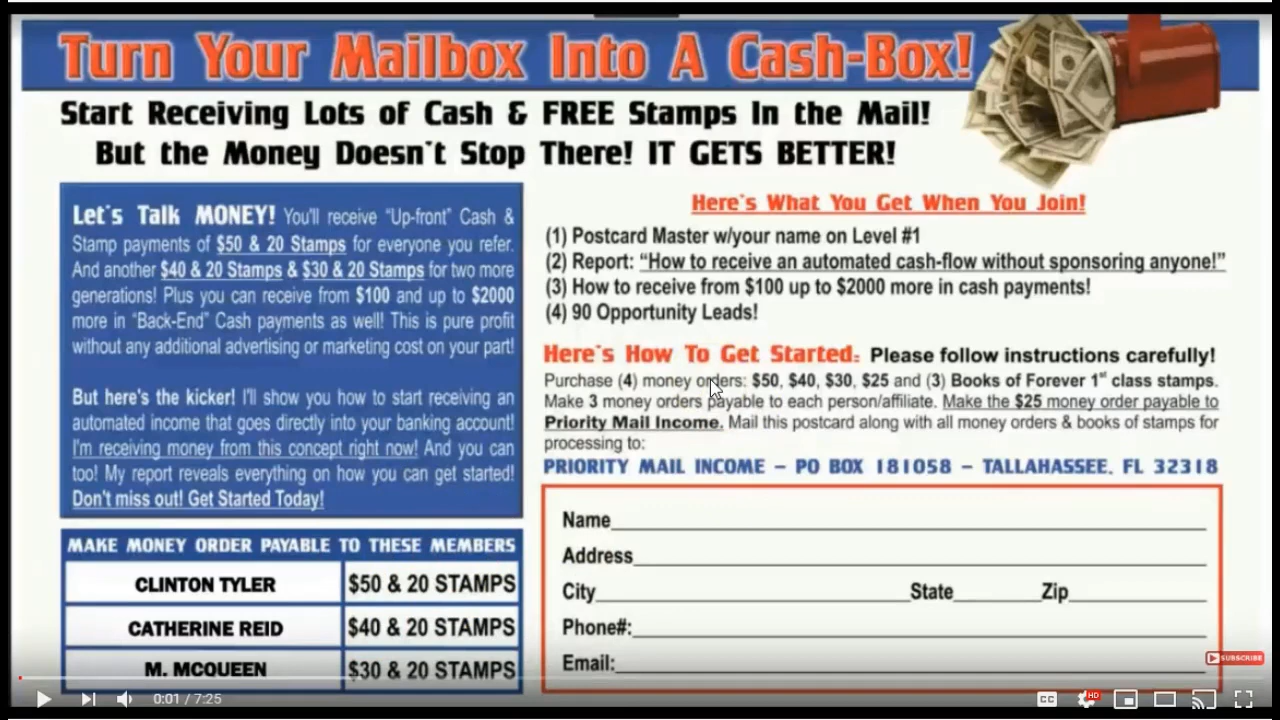 Turn Your Mailbox Into A Cash-Box!
Start Receiving Lots of Cash & FREE Stamps In the Mail!
But the Money Doesn't Stop There! IT GETS BETTER!
Let's Talk MONEY! You'll receive “Up-front” Cash &
Stamp payments of $50 & 20 Stamps for everyone you refer.
And another $40 & 20 Stamps & $30 & 20 Stamps for two more
generations! Plus you can receive from $100 and up to $2000
more in “Back-End” Cash payments as well! This is pure profit
without any additional advertising or marketing cost on your part!
But here's the kicker! I'll show you how to start receiving an
automated income that goes directly into your banking account!
I'm receiving money from this concept right now! And you can
too! My report reveals everything on how you can get started!
Don't miss out! Get Started Today!
MAKE MONEY ORDER PAYABLE TO THESE MEMBERS
CLINTON TYLER $50 & 20 STAMPS
CATHERINE REID $40 & 20 STAMPS
M. MCQUEEN $30 & 20 STAMPS
Here's What You Get When You Join!
(1) Postcard Master w/your name on Level #1
(2) Report: “How to receive an automated cash-flow without sponsoring anyone!”
(3) How to receive from $100 up to $2000 more in cash payments!
(4) 90 Opportunity Leads!
Here's How To Get Started: Please follow instructions carefully!
Purchase (4) money orders: $50, $40, $30, $25 and (3) Books of Forever 1st class stamps.
Make 3 money orders payable to each person/affiliate. Make the $25 money order payable to
Priority Mail Income. Mail this postcard along with all money orders & books of stamps for
processing to:
PRIORITY MAIL INCOME – PO BOX 181058 – TALLAHASSEE, FL 32318
Name
Address
City State Zip
Phone#:
Email:
SUBSCRIBE
0:01 / 7:25
CC HD